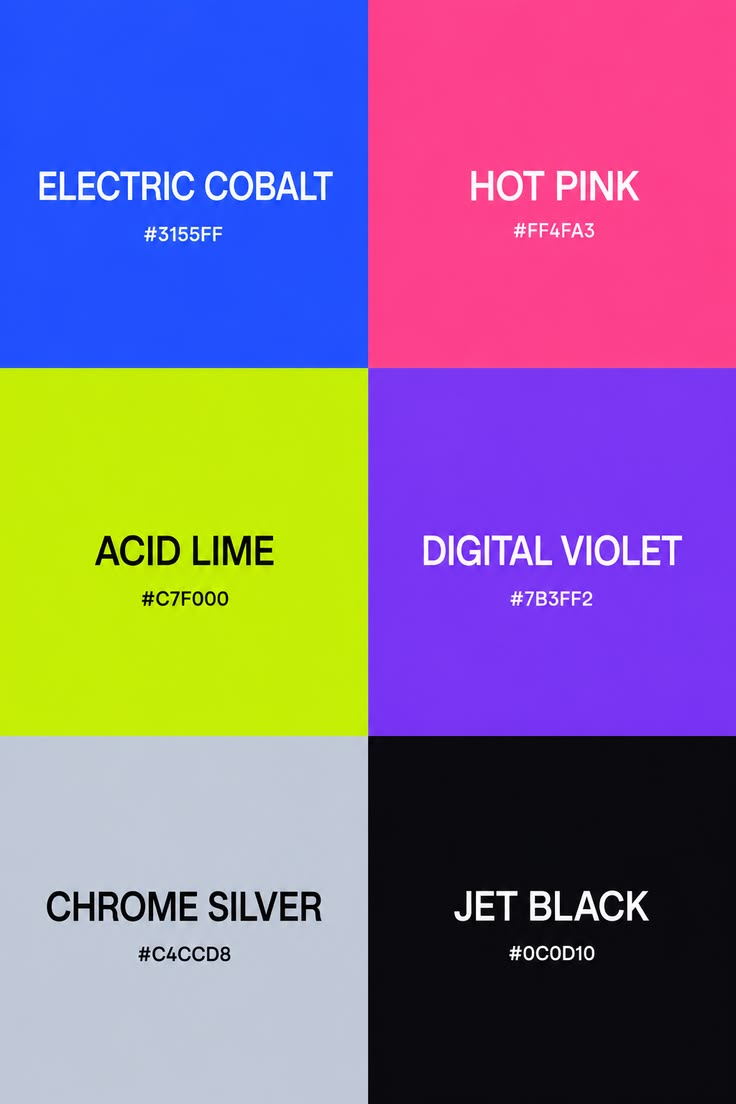 ELECTRIC COBALT
#3155FF
HOT PINK
#FF4FA3
ACID LIME
#C7F000
DIGITAL VIOLET
#7B3FF2
CHROME SILVER
#C4CCD8
JET BLACK
#0C0D10